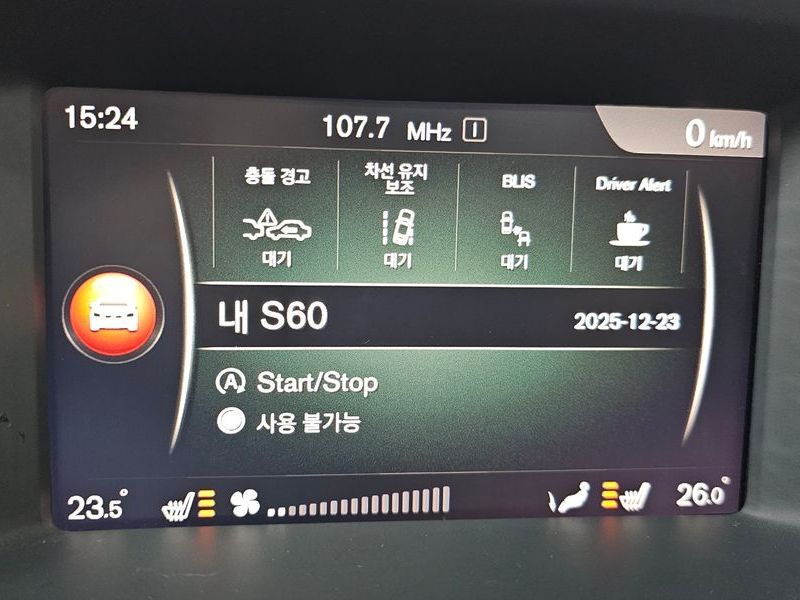 15:24
107.7 MHz I
0 km/h
충돌 경고
대기
차선 유지
보조
대기
BLIS
대기
Driver Alert
대기
내 S60
2025-12-23
A Start/Stop
사용 불가능
23.5°
26.0°